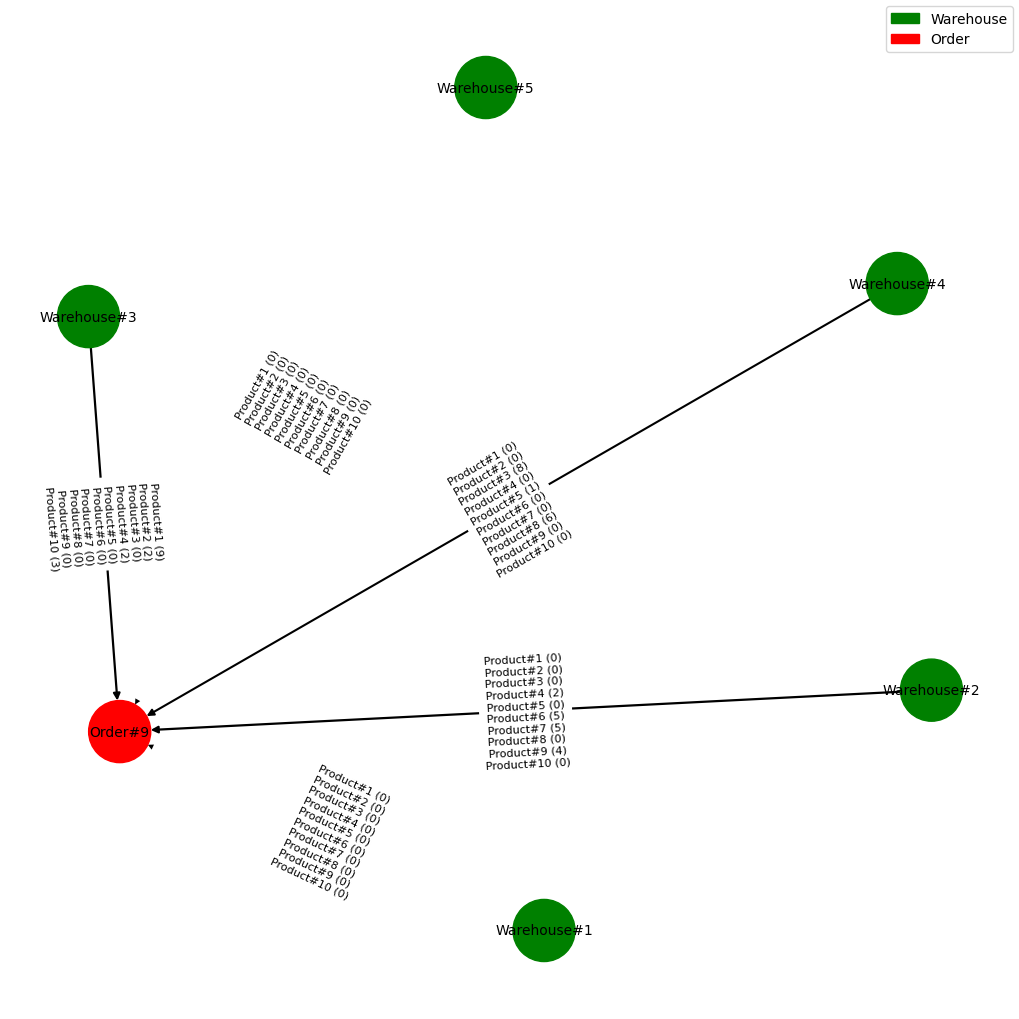 Warehouse
Order
Warehouse#5
Warehouse#4
Warehouse#3
Product#1 (0)
Product#2 (0)
Product#3 (0)
Product#4 (0)
Product#5 (0)
Product#6 (0)
Product#7 (0)
Product#8 (0)
Product#9 (0)
Product#10 (0)
Product#1 (0)
Product#2 (0)
Product#3 (8)
Product#4 (0)
Product#5 (1)
Product#6 (0)
Product#7 (0)
Product#8 (6)
Product#9 (0)
Product#10 (0)
Product#1 (9)
Product#2 (2)
Product#3 (0)
Product#4 (2)
Product#5 (0)
Product#6 (0)
Product#7 (0)
Product#8 (0)
Product#9 (0)
Product#10 (3)
Product#1 (0)
Product#2 (0)
Product#3 (0)
Product#4 (2)
Product#5 (0)
Product#6 (5)
Product#7 (5)
Product#8 (0)
Product#9 (4)
Product#10 (0)
Warehouse#2
Order#9
Product#1 (0)
Product#2 (0)
Product#3 (0)
Product#4 (0)
Product#5 (0)
Product#6 (0)
Product#7 (0)
Product#8 (0)
Product#9 (0)
Product#10 (0)
Warehouse#1